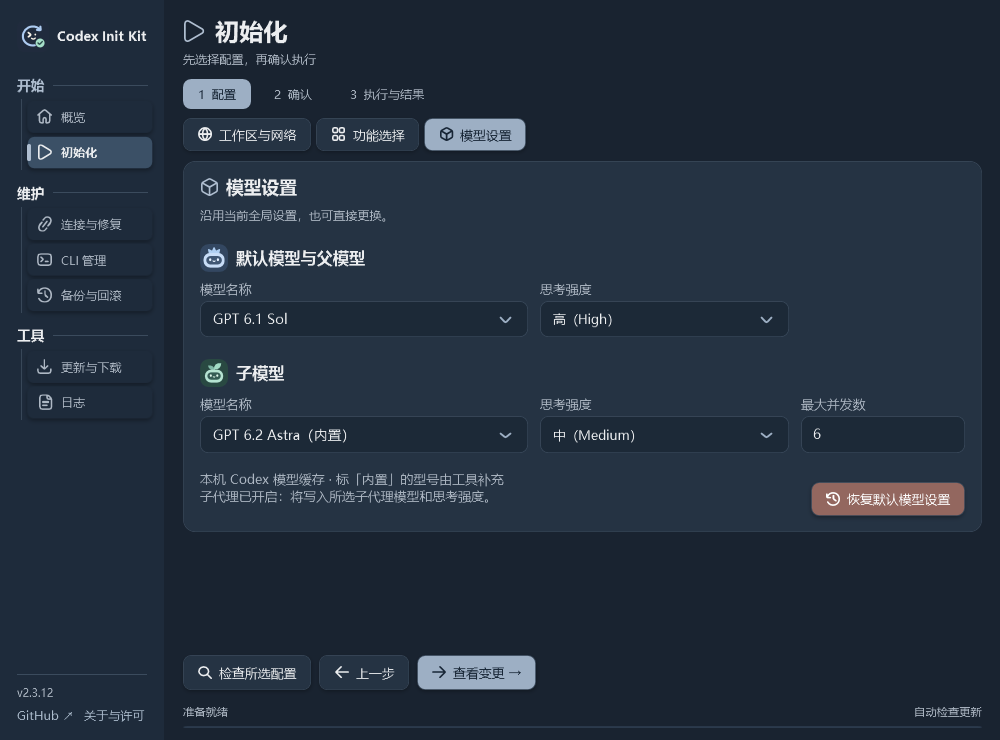 Codex Init Kit
开始
概览
初始化
维护
连接与修复
CLI 管理
备份与回滚
工具
更新与下载
日志
v2.3.12
GitHub ↗ 关于与许可
初始化
先选择配置，再确认执行
1 配置 2 确认 3 执行与结果
工作区与网络 功能选择 模型设置
模型设置
沿用当前全局设置，也可直接更换。
默认模型与父模型
模型名称 思考强度
GPT 6.1 Sol 高（High）
子模型
模型名称 思考强度 最大并发数
GPT 6.2 Astra（内置） 中（Medium） 6
本机 Codex 模型缓存 · 标「内置」的型号由工具补充
子代理已开启：将写入所选子代理模型和思考强度。
恢复默认模型设置
检查所选配置 上一步 查看变更 →
准备就绪 自动检查更新